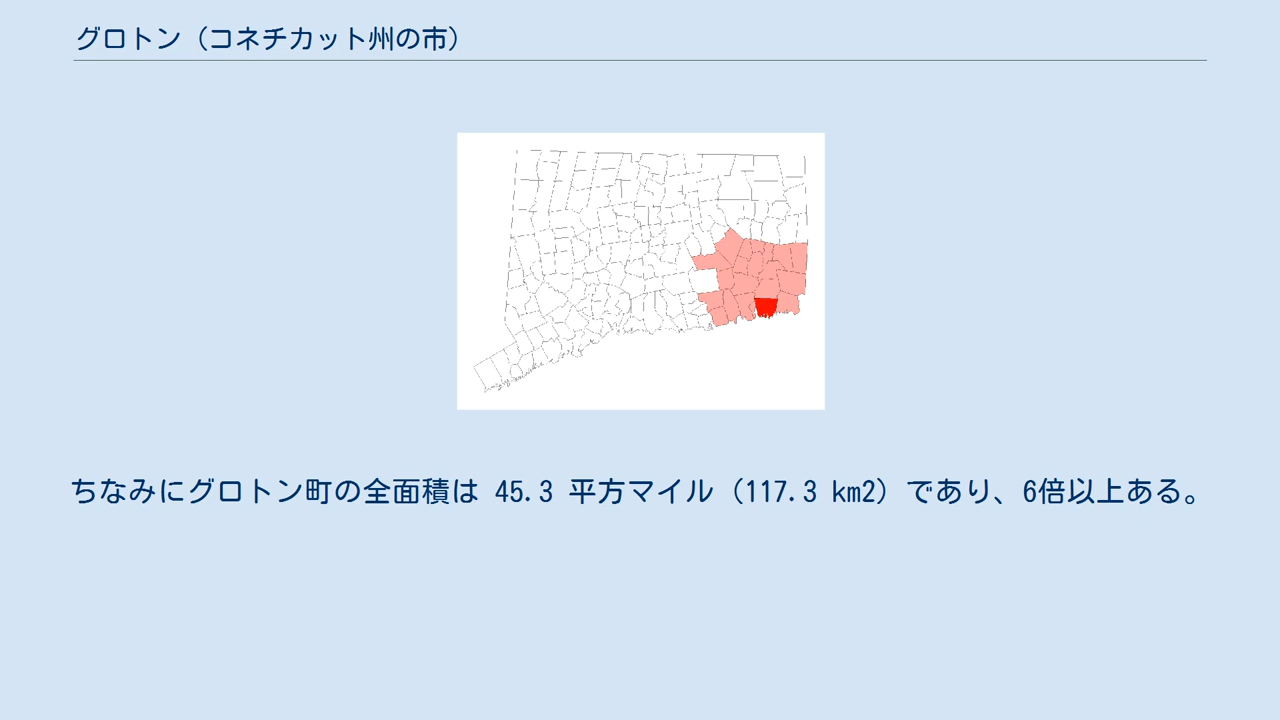 グロトン（コネチカット州の市）
ちなみにグロトン町の全面積は 45.3 平方マイル（117.3 km2）であり、6倍以上ある。